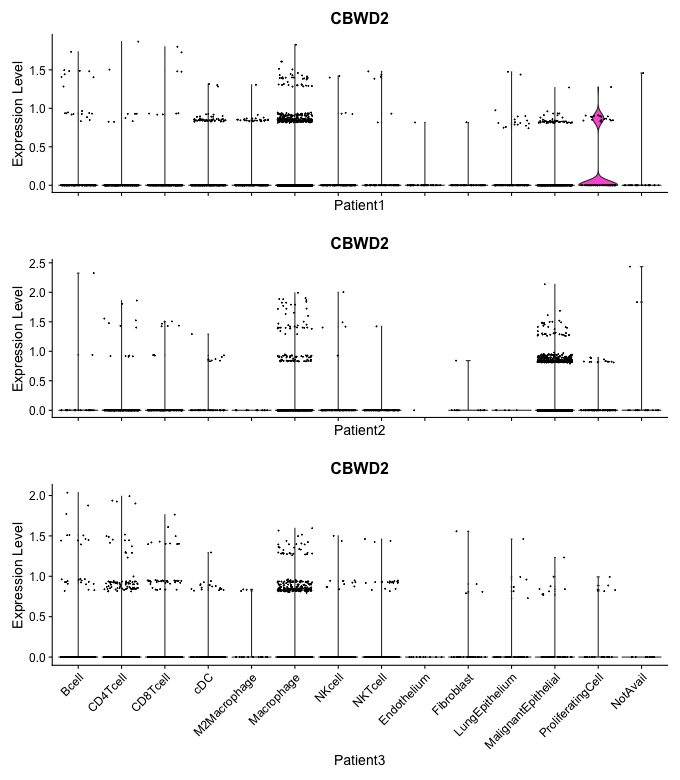 CBWD2
Expression Level
1.5
1.0
0.5
0.0
Patient1
CBWD2
Expression Level
2.5
2.0
1.5
1.0
0.5
0.0
Patient2
CBWD2
Expression Level
2.0
1.5
1.0
0.5
0.0
Bcell
CD4Tcell
CD8Tcell
cDC
M2Macrophage
Macrophage
NKcell
NKTcell
Endothelium
Fibroblast
LungEpithelium
MalignantEpithelial
ProliferatingCell
NotAvail
Patient3